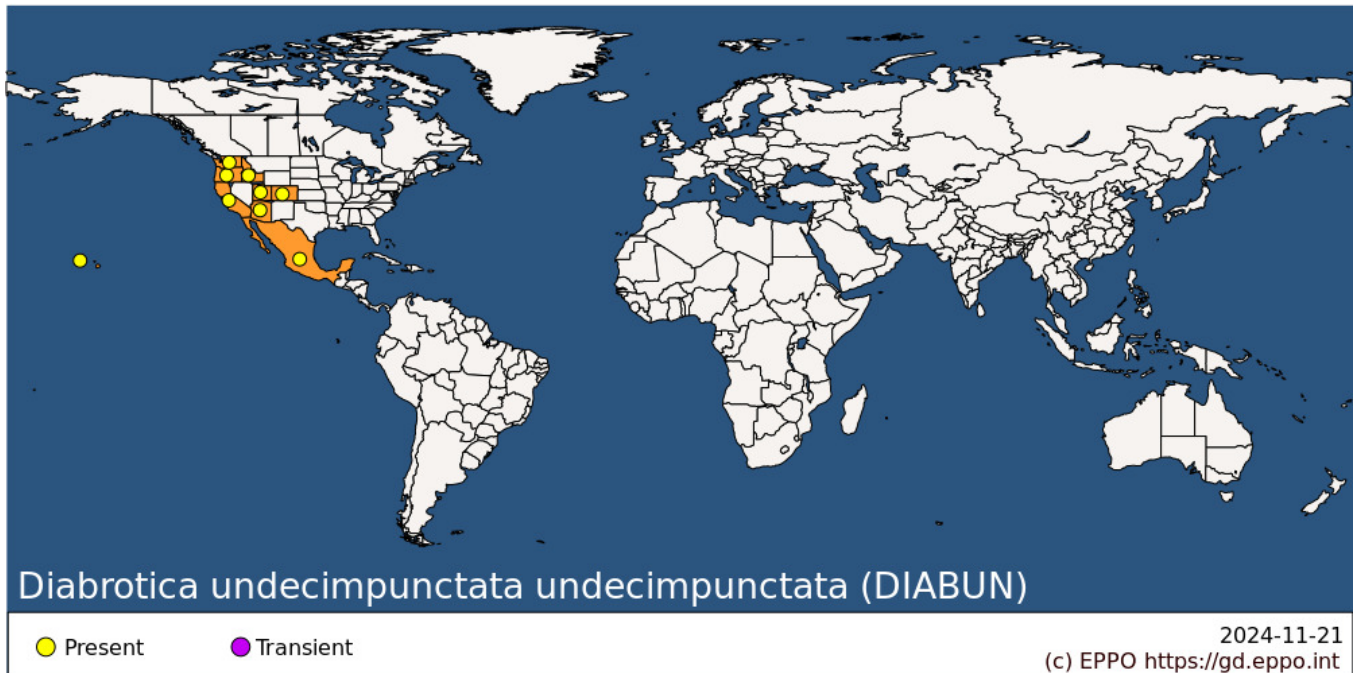 Diabrotica undecimpunctata undecimpunctata (DIABUN)
Present
Transient
2024-11-21
(c) EPPO https://gd.eppo.int